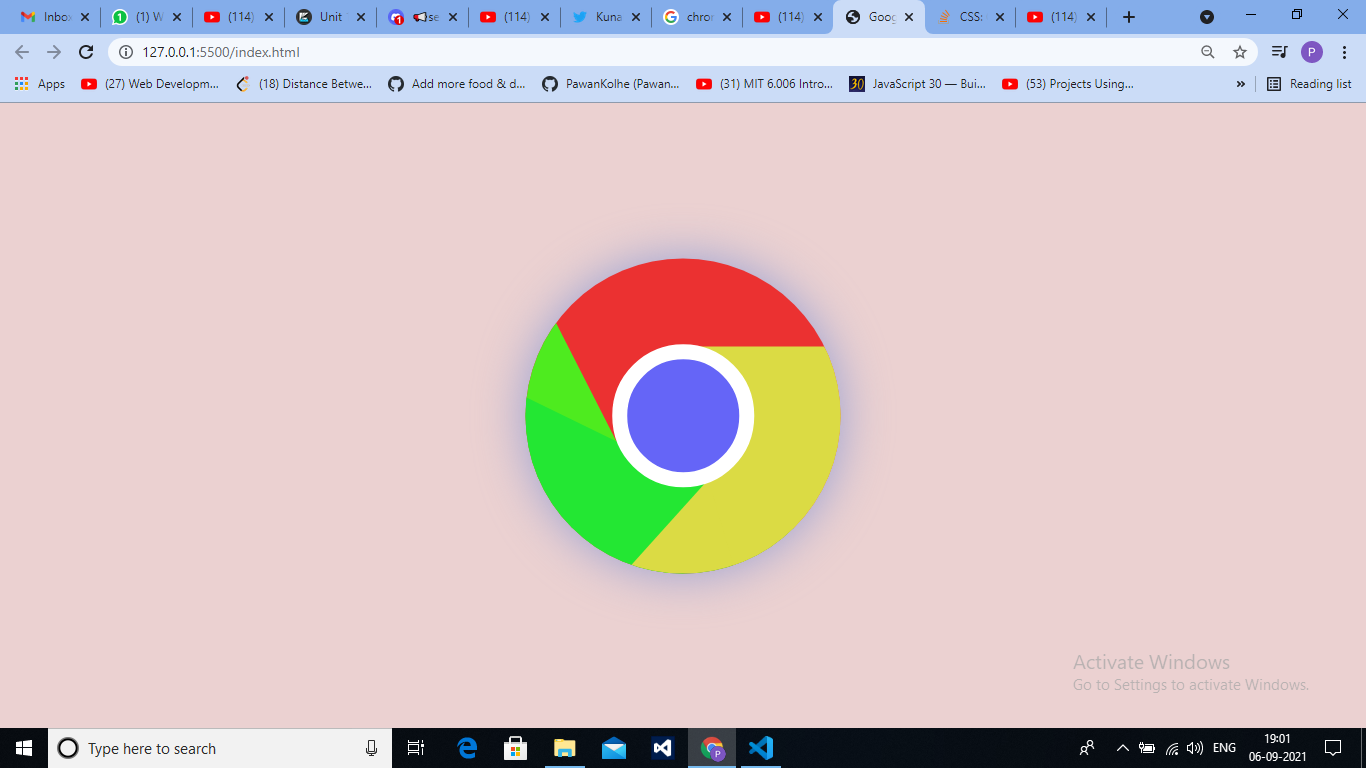 Inbo
(1) W
(114)
Unit
se
(114)
Kuna
chro
(114)
Goog
CSS:
(114)
127.0.0.1:5500/index.html
P
Apps
(27) Web Developm...
(18) Distance Betwe...
Add more food & d...
PawanKolhe (Pawan...
(31) MIT 6.006 Intro...
30
JavaScript 30 — Bui...
(53) Projects Using...
»
Reading list
Activate Windows
Go to Settings to activate Windows.
Type here to search
P
ENG
19:01
06-09-2021